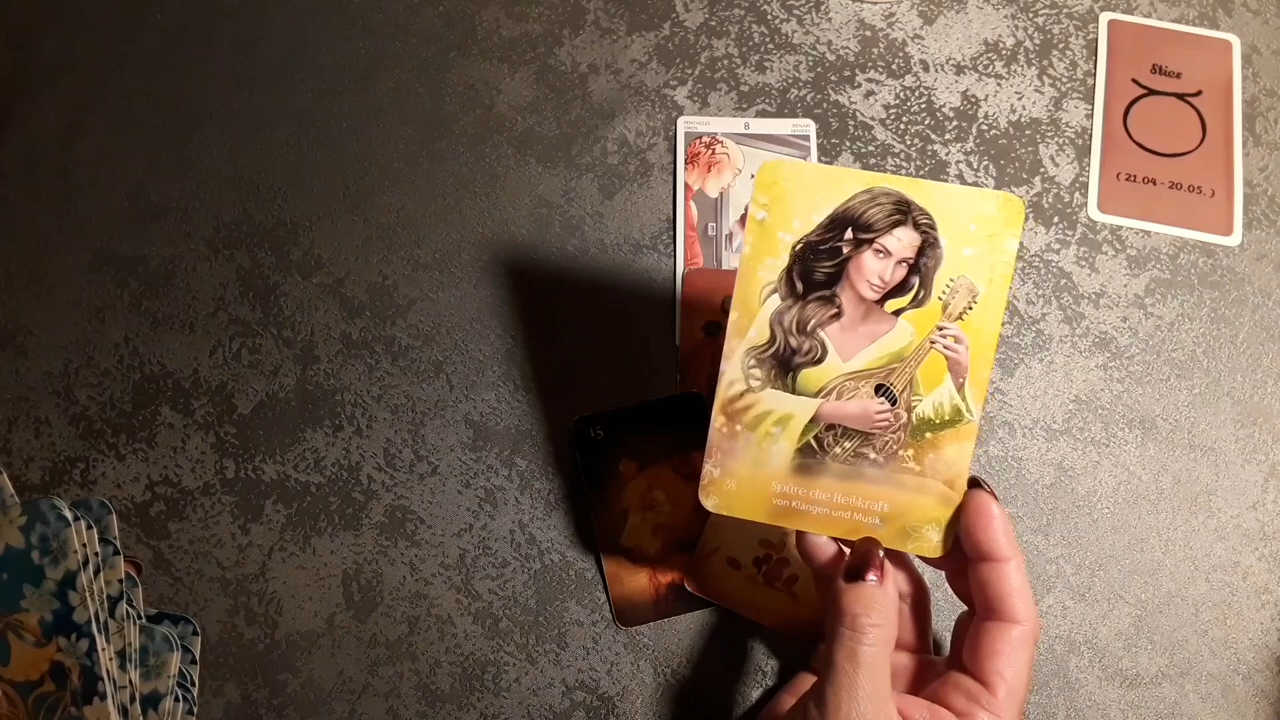 Stier
( 21.04 - 20.05. )
PENTACLES
OROS
8
DENARI
DENIERS
15
38
Spüre die Heilkraft
von Klängen und Musik.